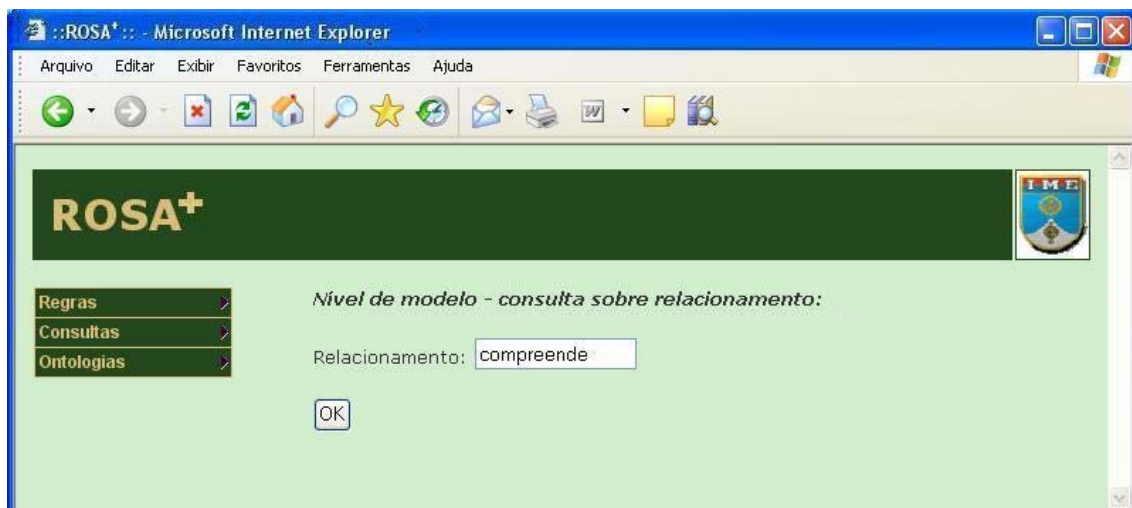 ::ROSA⁺:: - Microsoft Internet Explorer
Arquivo Editar Exibir Favoritos Ferramentas Ajuda
W
ROSA⁺
IME
Regras
Consultas
Ontologias
Nível de modelo - consulta sobre relacionamento:
Relacionamento: compreende
OK